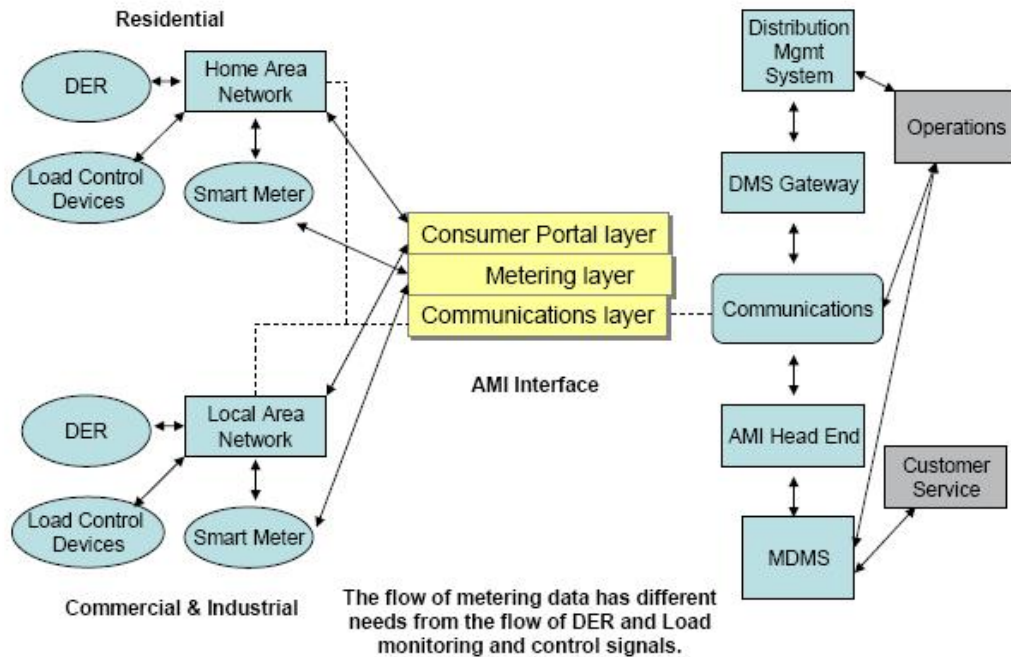 Residential
DER
Home Area
Network
Load Control
Devices
Smart Meter
Consumer Portal layer
Metering layer
Communications layer
AMI Interface
DER
Local Area
Network
Load Control
Devices
Smart Meter
Commercial & Industrial
Distribution
Mgmt
System
Operations
DMS Gateway
Communications
AMI Head End
Customer
Service
MDMS
The flow of metering data has different
needs from the flow of DER and Load
monitoring and control signals.